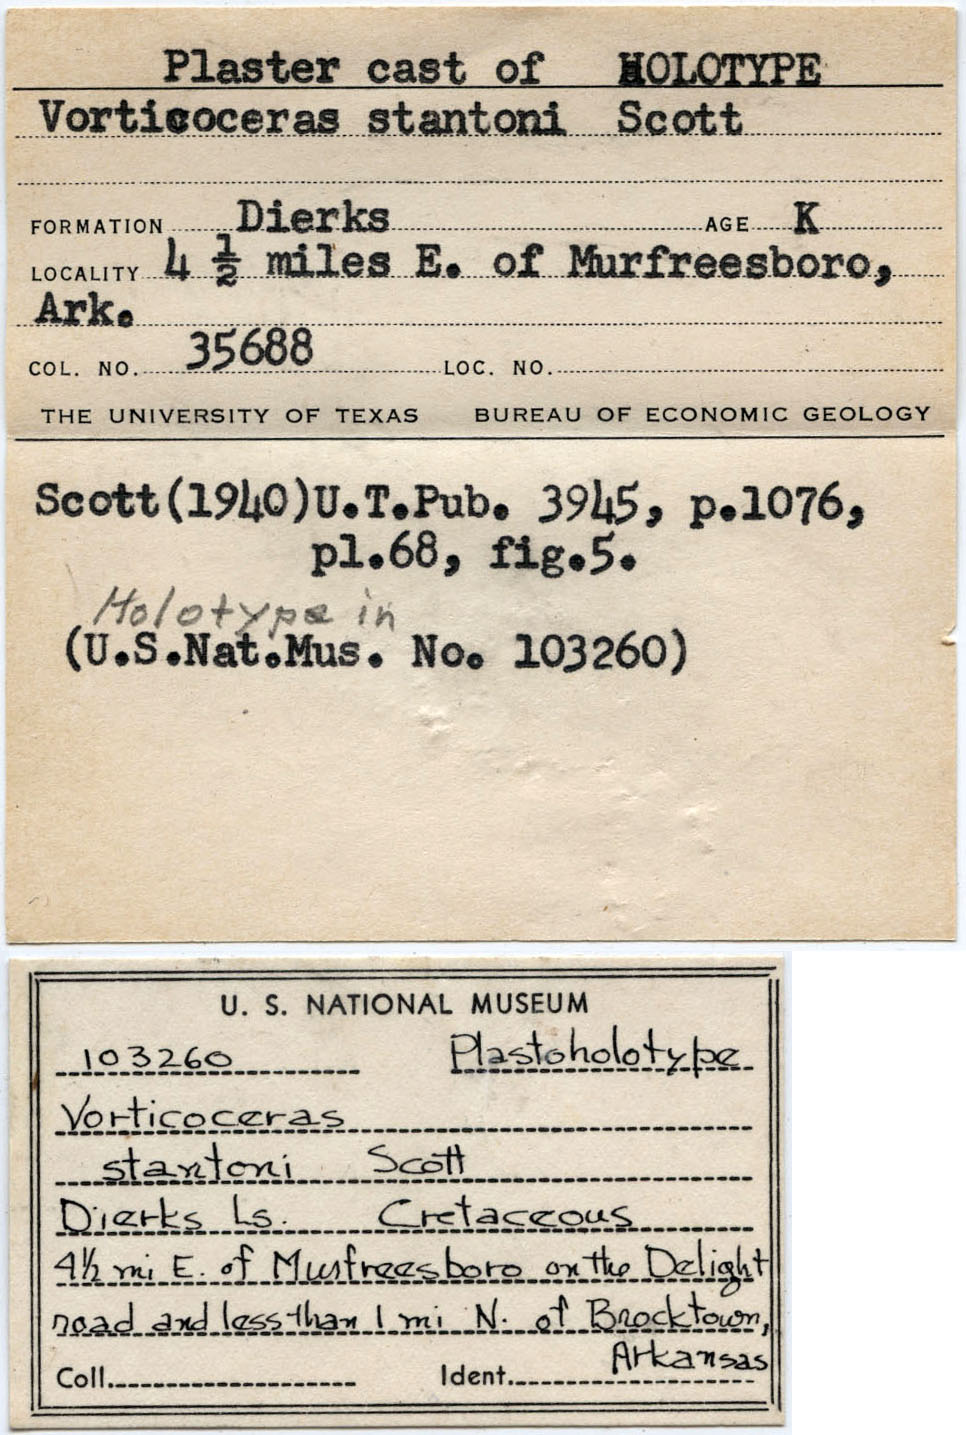 Plaster cast of HOLOTYPE
Vorticoceras stantoni Scott
FORMATION Dierks AGE K
LOCALITY 4 1/2 miles E. of Murfreesboro,
Ark.
COL. NO. 35688 LOC. NO.
THE UNIVERSITY OF TEXAS BUREAU OF ECONOMIC GEOLOGY
Scott(1940)U.T.Pub. 3945, p.1076,
pl.68, fig.5.
Holotype in
(U.S.Nat.Mus. No. 103260)
U. S. NATIONAL MUSEUM
103260 Plastoholotype
Vorticoceras
stantoni Scott
Dierks Ls. Cretaceous
4½ mi E. of Murfreesboro on the Delight
road and less than 1 mi N. of Brocktown,
Arkansas
Coll. Ident.